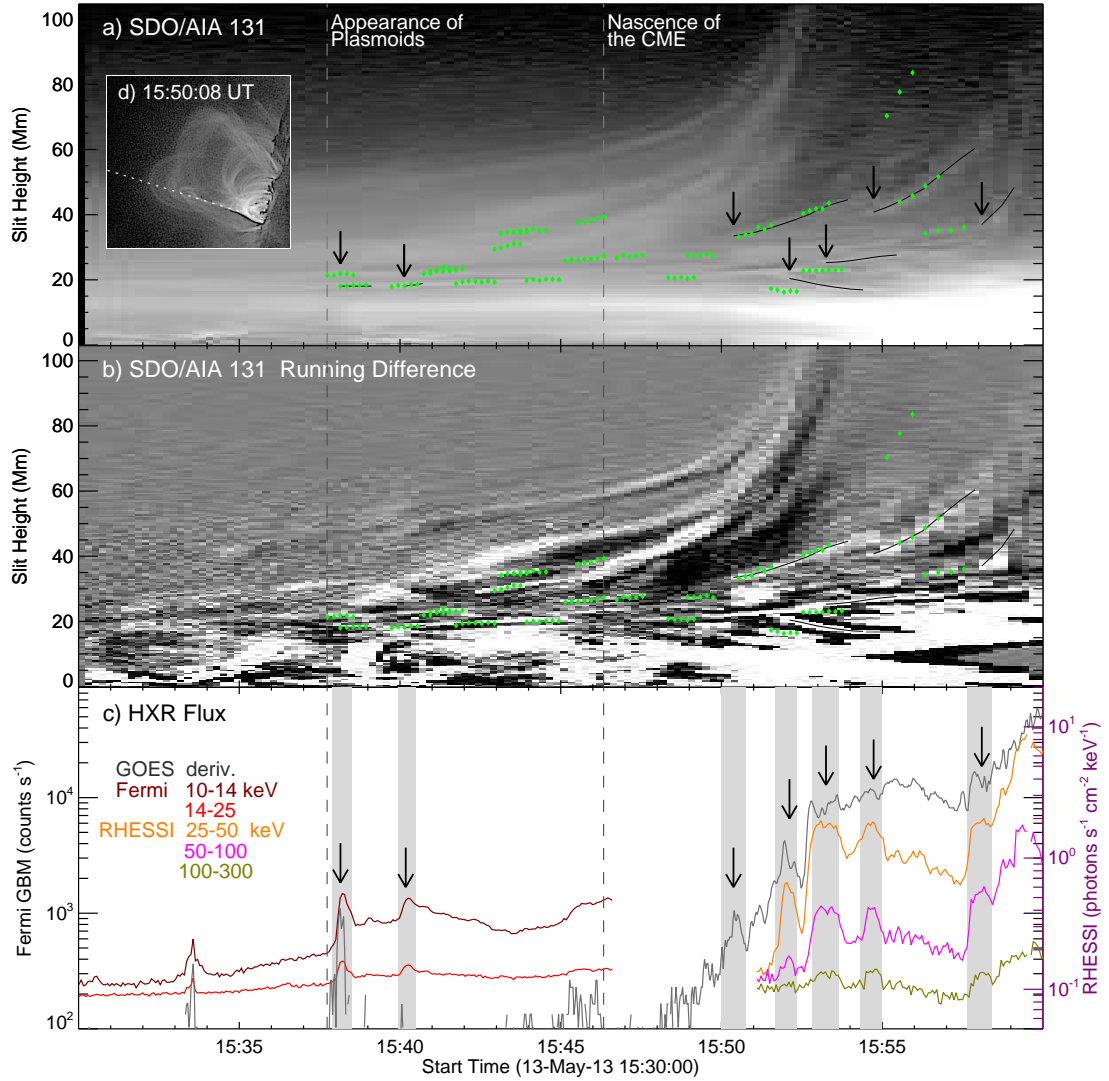 a) SDO/AIA 131
Appearance of
Plasmoids
Nascence of
the CME
d) 15:50:08 UT
Slit Height (Mm)
100
80
60
40
20
0
b) SDO/AIA 131 Running Difference
Slit Height (Mm)
100
80
60
40
20
0
c) HXR Flux
GOES deriv.
Fermi 10-14 keV
14-25
RHESSI 25-50 keV
50-100
100-300
Fermi GBM (counts s⁻¹)
10⁴
10³
10²
RHESSI (photons s⁻¹ cm⁻² keV⁻¹)
10¹
10⁰
10⁻¹
15:35 15:40 15:45 15:50 15:55
Start Time (13-May-13 15:30:00)